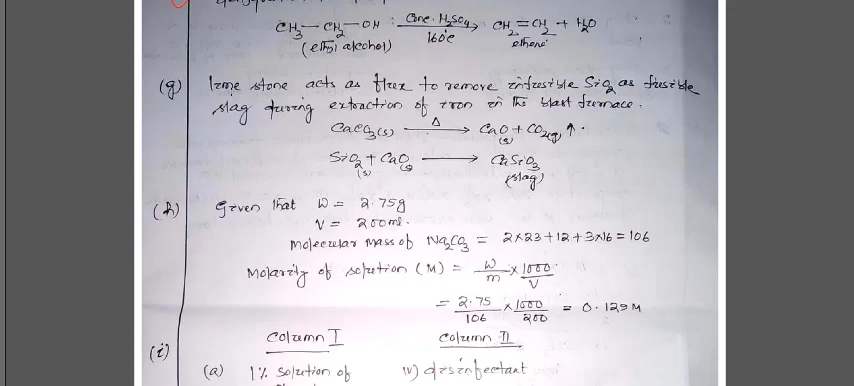 CH3 — CH2 — OH Conc. H2SO4 160°c → CH2 = CH2 + H2O
(ethyl alcohol) ethene
(g) Lime stone acts as flux to remove infusible SiO2 as fusible
slag during extraction of iron in the blast furnace.
CaCO3(s) Δ → CaO(s) + CO2(g) ↑.
SiO2(s) + CaO(s) → CaSiO3
(slag)
(h) Given that W = 2.75g
V = 200ml.
Molecular mass of Na2CO3 = 2×23+12+3×16 = 106
Molarity of solution (M) = W/m × 1000/V
= 2.75/106 × 1000/200 = 0.129 M
(i) Column I Column II
(a) 1% solution of iv) disinfectant